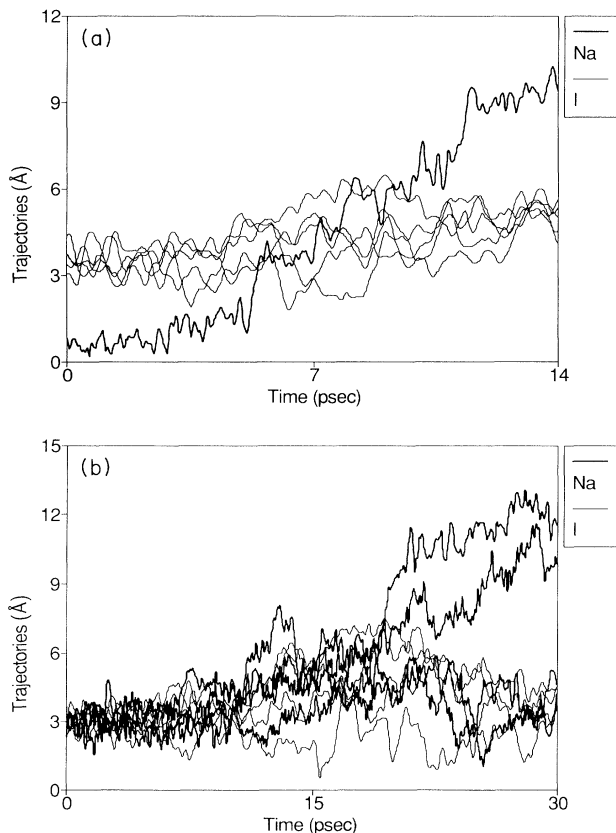 (a)
12
9
6
3
0
Trajectories (Å)
0
7
14
Time (psec)
Na
I
(b)
15
12
9
6
3
0
Trajectories (Å)
0
15
30
Time (psec)
Na
I